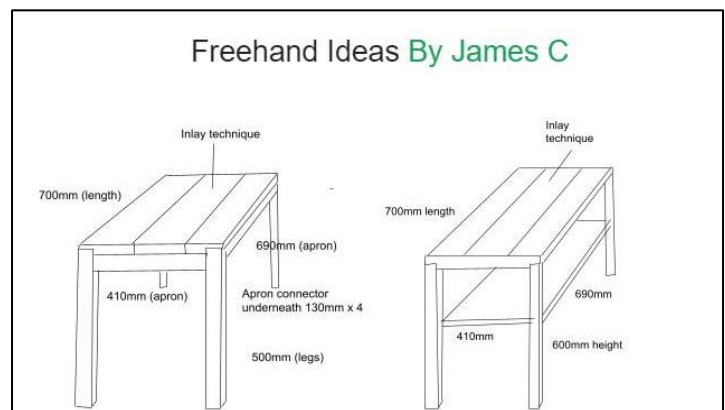 Freehand Ideas By James C
Inlay technique
700mm (length)
690mm (apron)
410mm (apron)
Apron connector
underneath 130mm x 4
500mm (legs)
Inlay
technique
700mm length
690mm
410mm
600mm height